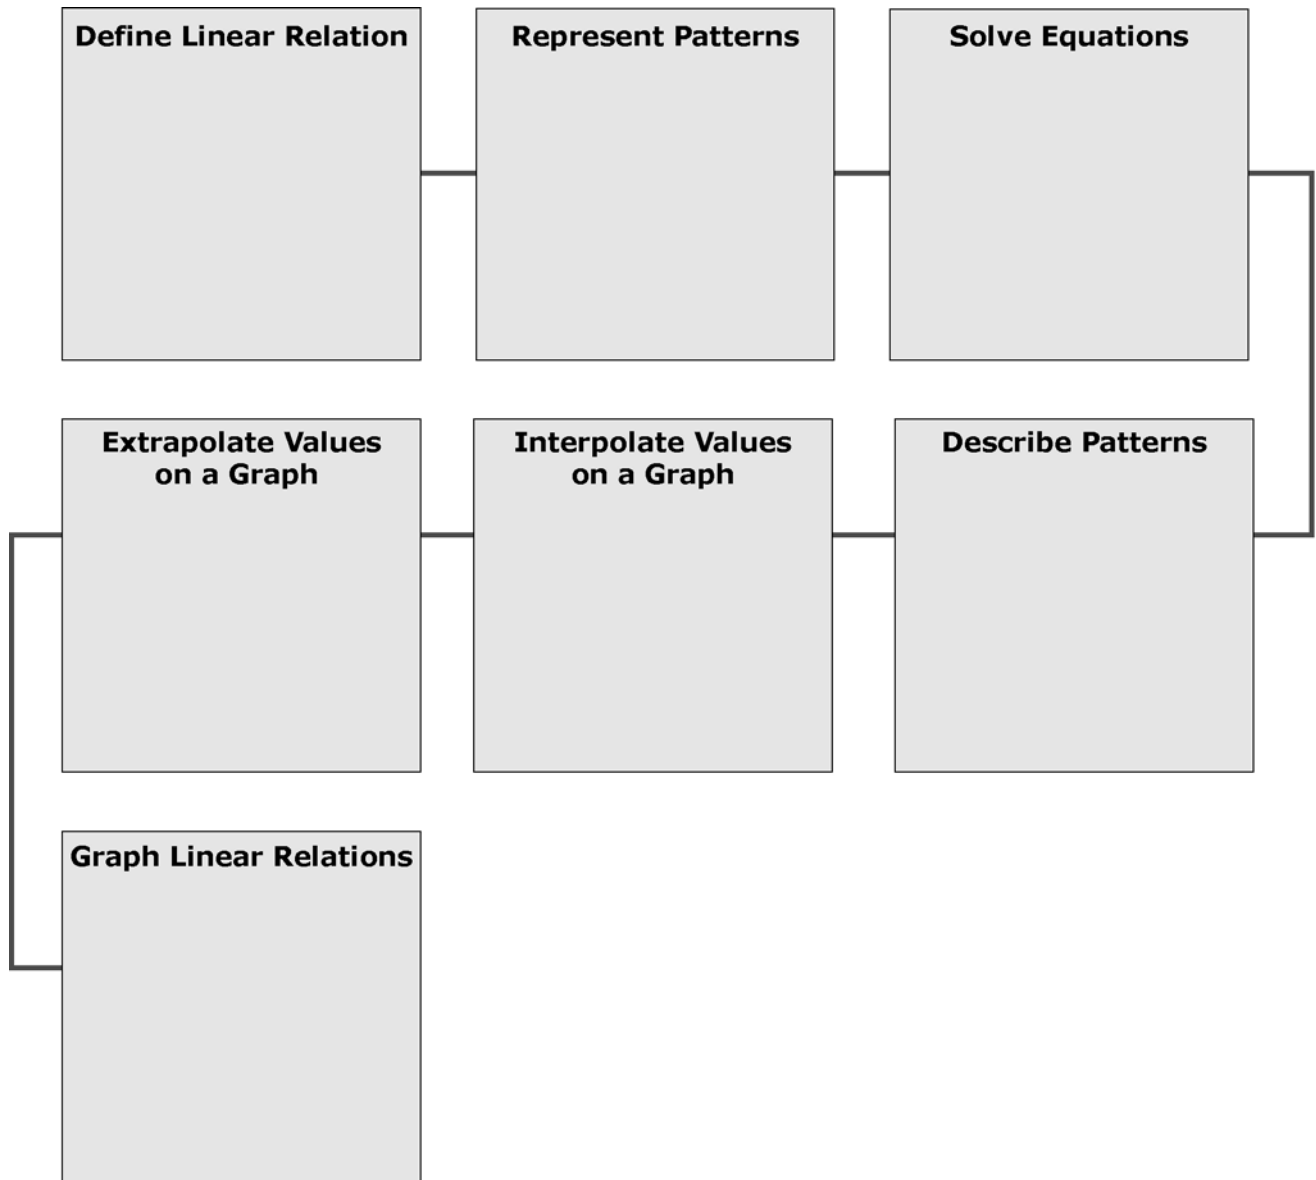 Define Linear Relation
Represent Patterns
Solve Equations
Extrapolate Values
on a Graph
Interpolate Values
on a Graph
Describe Patterns
Graph Linear Relations